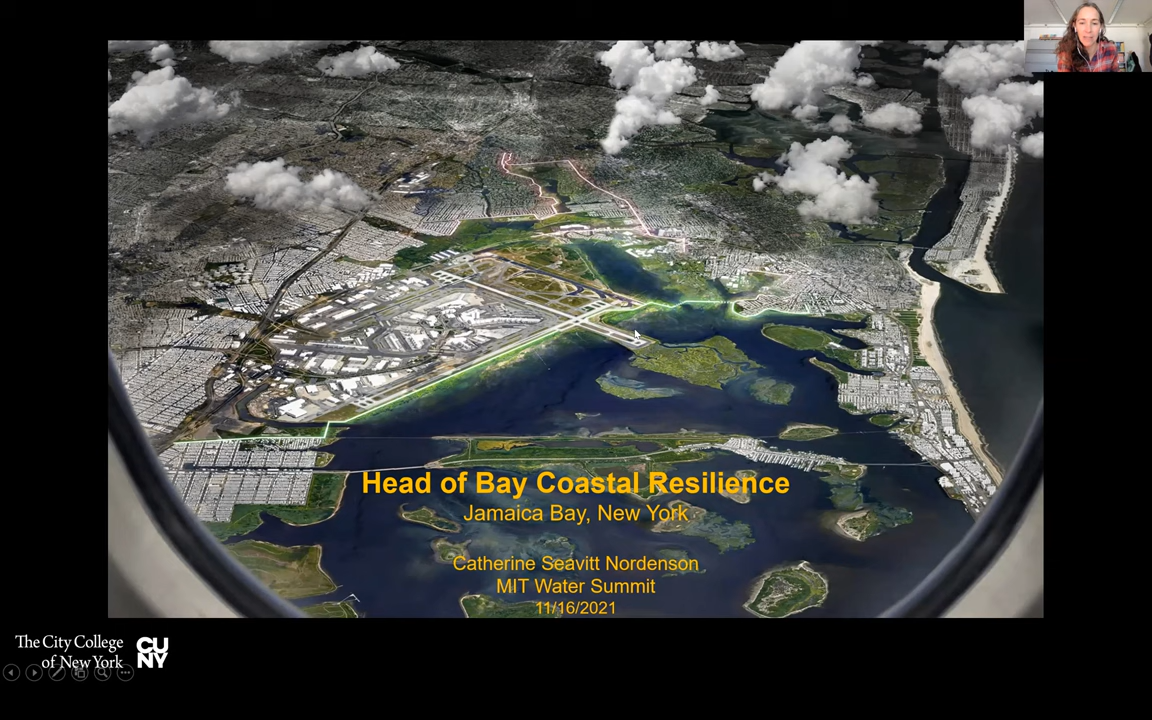 Head of Bay Coastal Resilience
Jamaica Bay, New York
Catherine Seavitt Nordenson
MIT Water Summit
11/16/2021
The City College
of New York
CU
NY